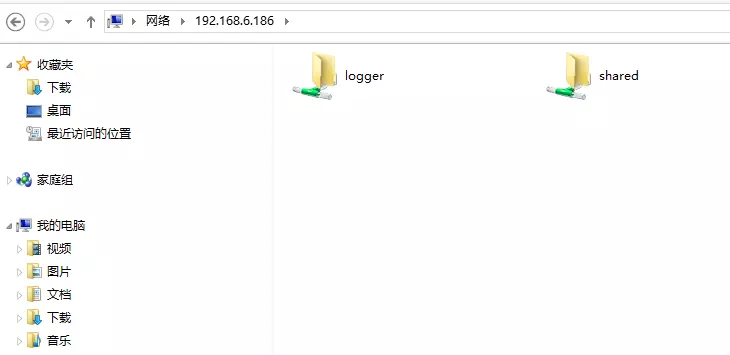 网络 192.168.6.186
收藏夹
下载
桌面
最近访问的位置
家庭组
我的电脑
视频
图片
文档
下载
音乐
logger
shared